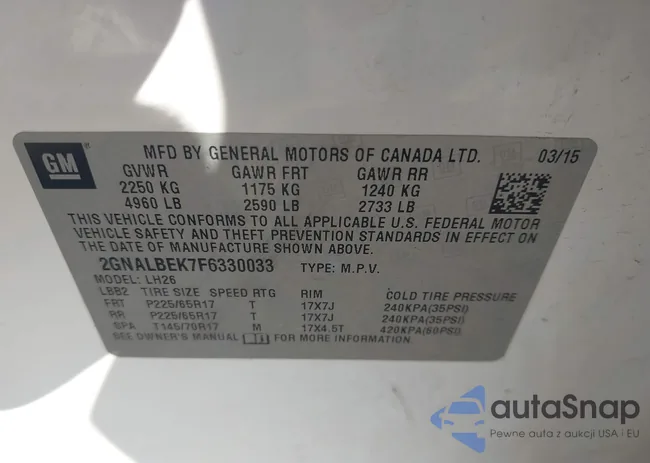 GM
MFD BY GENERAL MOTORS OF CANADA LTD. 03/15
GVWR GAWR FRT GAWR RR
2250 KG 1175 KG 1240 KG
4960 LB 2590 LB 2733 LB
THIS VEHICLE CONFORMS TO ALL APPLICABLE U.S. FEDERAL MOTOR
VEHICLE SAFETY AND THEFT PREVENTION STANDARDS IN EFFECT ON
THE DATE OF MANUFACTURE SHOWN ABOVE.
2GNALBEK7F6330033 TYPE: M.P.V.
MODEL: LH26
LBB2 TIRE SIZE SPEED RTG RIM COLD TIRE PRESSURE
FRT P225/65R17 T 17X7J 240KPA(35PSI)
RR P225/65R17 T 17X7J 240KPA(35PSI)
SPA T145/70R17 M 17X4.5T 420KPA(60PSI)
SEE OWNER'S MANUAL FOR MORE INFORMATION
autaSnap
Pewne auta z aukcji USA i EU